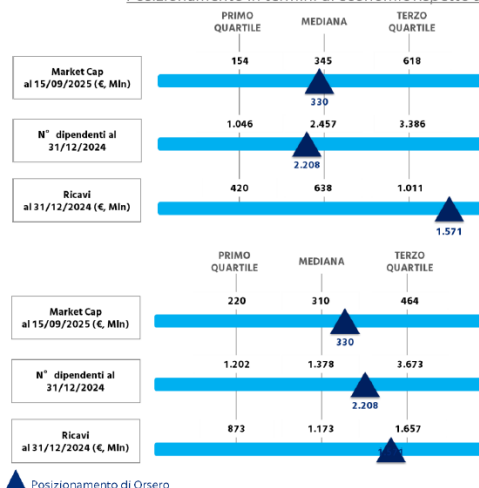 PRIMO QUARTILE MEDIANA TERZO QUARTILE
Market Cap al 15/09/2025 (€, Mln)
154 345 618
330
N° dipendenti al 31/12/2024
1.046 2.457 3.386
2.208
Ricavi al 31/12/2024 (€, Mln)
420 638 1.011
1.571
PRIMO QUARTILE MEDIANA TERZO QUARTILE
Market Cap al 15/09/2025 (€, Mln)
220 310 464
330
N° dipendenti al 31/12/2024
1.202 1.378 3.673
2.208
Ricavi al 31/12/2024 (€, Mln)
873 1.173 1.657
Posizionamento di Orsero